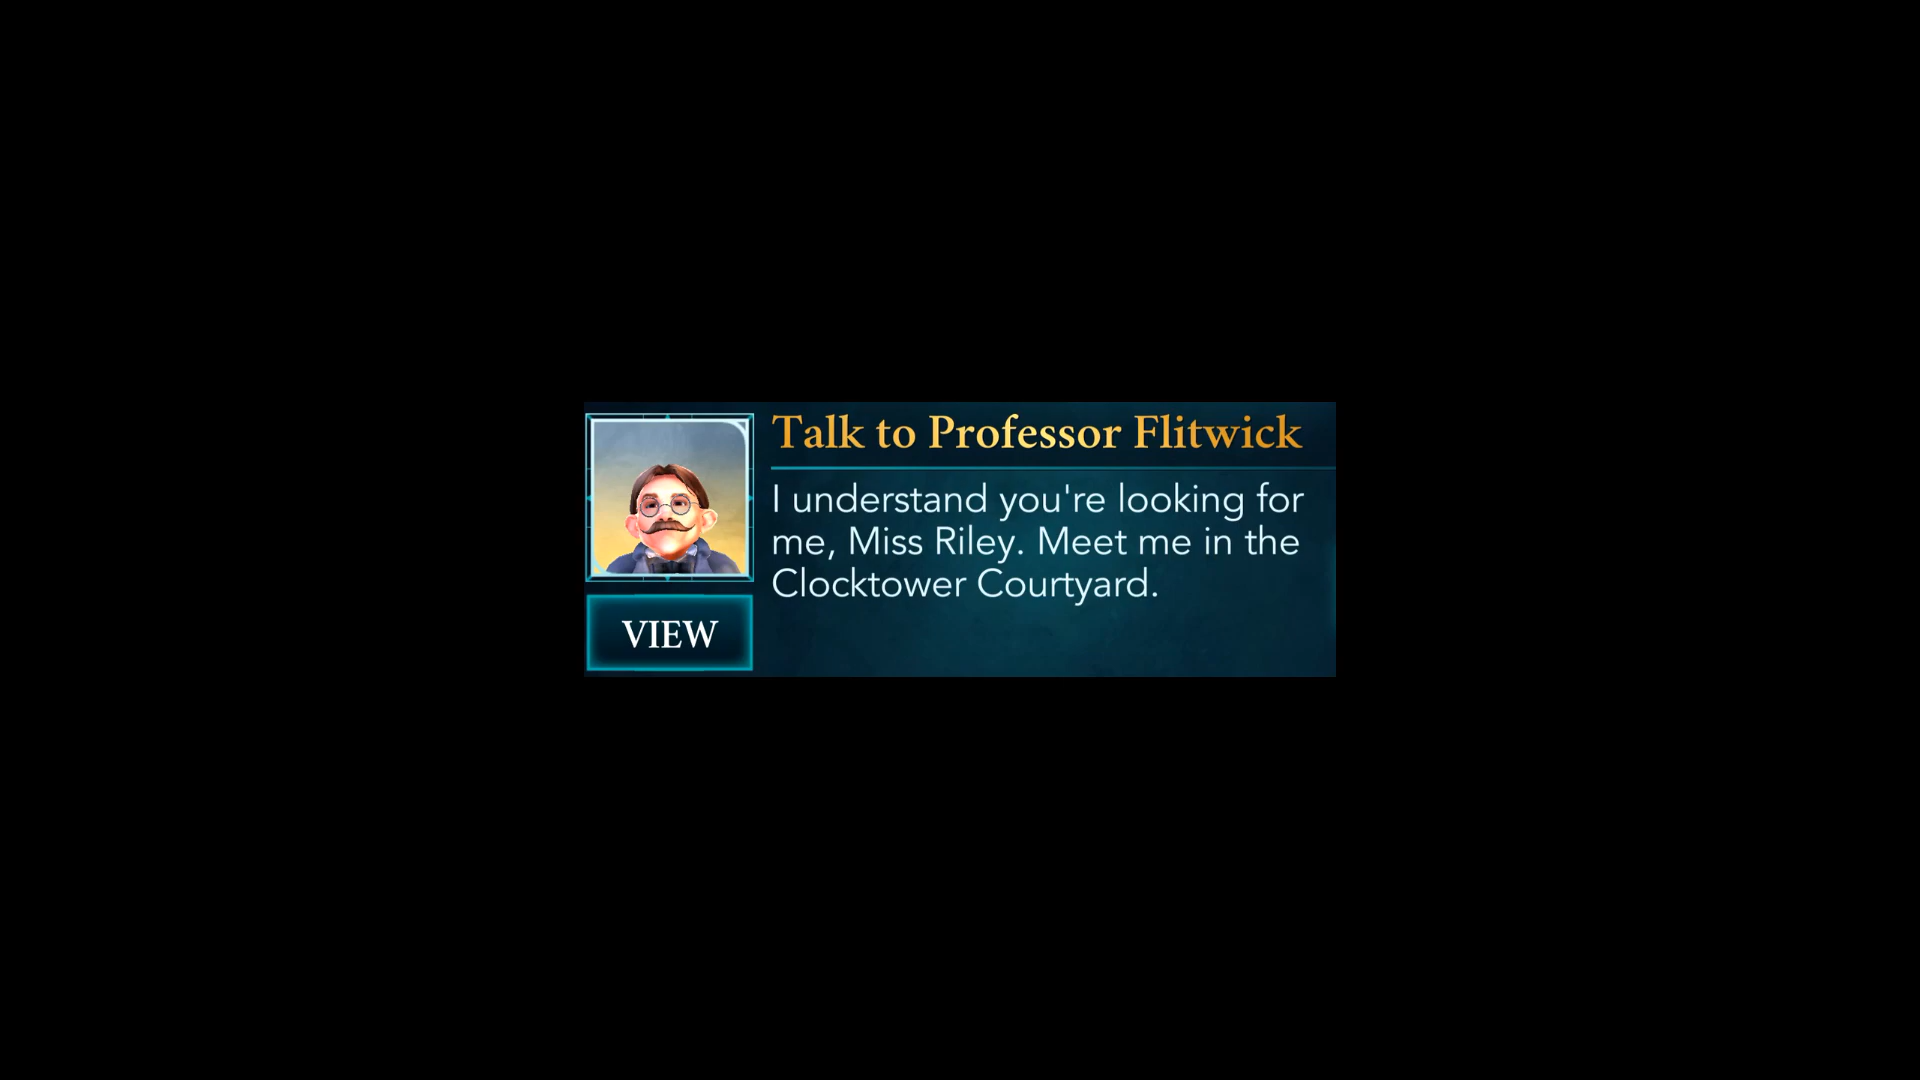 Talk to Professor Flitwick
I understand you're looking for
me, Miss Riley. Meet me in the
Clocktower Courtyard.
VIEW